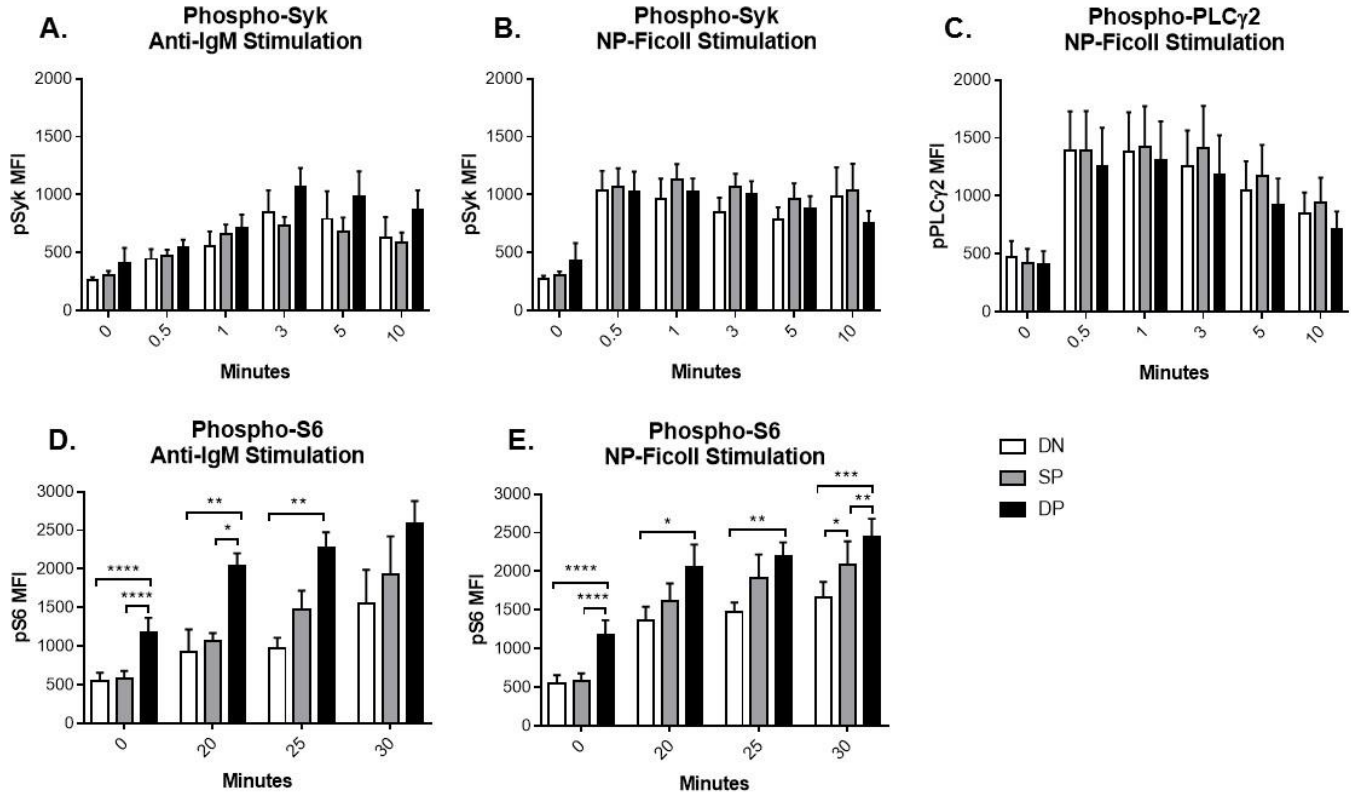 A.
Phospho-Syk
Anti-IgM Stimulation
pSyk MFI
2000
1500
1000
500
0
0 0.5 1 3 5 10
Minutes
B.
Phospho-Syk
NP-Ficoll Stimulation
pSyk MFI
2000
1500
1000
500
0
0 0.5 1 3 5 10
Minutes
C.
Phospho-PLCγ2
NP-Ficoll Stimulation
pPLCγ2 MFI
2000
1500
1000
500
0
0 0.5 1 3 5 10
Minutes
D.
Phospho-S6
Anti-IgM Stimulation
pS6 MFI
3000
2500
2000
1500
1000
500
0
****
****
**
*
**
0 20 25 30
Minutes
E.
Phospho-S6
NP-Ficoll Stimulation
pS6 MFI
3000
2500
2000
1500
1000
500
0
****
****
*
**
***
**
*
0 20 25 30
Minutes
DN
SP
DP